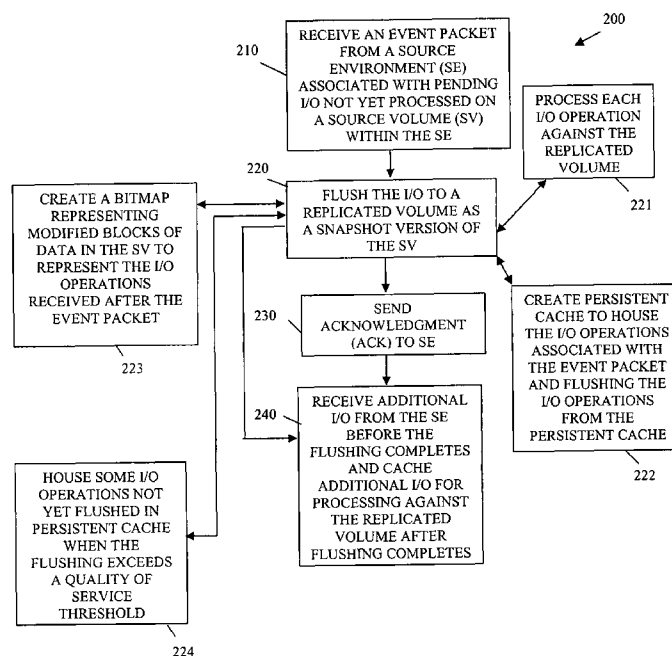 200
210
RECEIVE AN EVENT PACKET
FROM A SOURCE
ENVIRONMENT (SE)
ASSOCIATED WITH PENDING
I/O NOT YET PROCESSED ON
A SOURCE VOLUME (SV)
WITHIN THE SE
PROCESS EACH
I/O OPERATION
AGAINST THE
REPLICATED
VOLUME
221
220
FLUSH THE I/O TO A
REPLICATED VOLUME AS
A SNAPSHOT VERSION OF
THE SV
CREATE A BITMAP
REPRESENTING
MODIFIED BLOCKS OF
DATA IN THE SV TO
REPRESENT THE I/O
OPERATIONS
RECEIVED AFTER THE
EVENT PACKET
223
230
SEND
ACKNOWLEDGMENT
(ACK) TO SE
CREATE PERSISTENT
CACHE TO HOUSE
THE I/O OPERATIONS
ASSOCIATED WITH
THE EVENT PACKET
AND FLUSHING THE
I/O OPERATIONS
FROM THE
PERSISTENT CACHE
222
240
RECEIVE ADDITIONAL
I/O FROM THE SE
BEFORE THE
FLUSHING COMPLETES
AND CACHE
ADDITIONAL I/O FOR
PROCESSING AGAINST
THE REPLICATED
VOLUME AFTER
FLUSHING COMPLETES
HOUSE SOME I/O
OPERATIONS NOT
YET FLUSHED IN
PERSISTENT CACHE
WHEN THE
FLUSHING EXCEEDS
A QUALITY OF
SERVICE
THRESHOLD
224